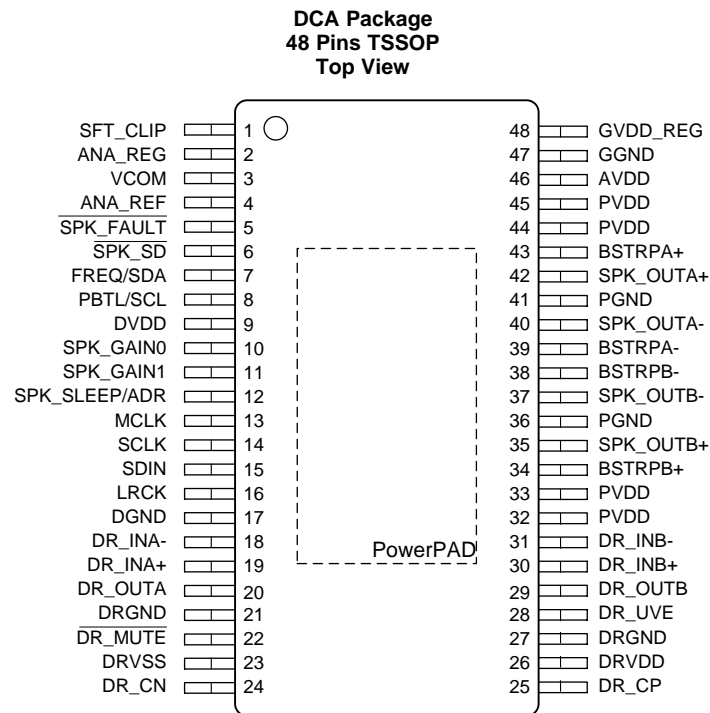 DCA Package
48 Pins TSSOP
Top View
SFT_CLIP 1 48 GVDD_REG
ANA_REG 2 47 GGND
VCOM 3 46 AVDD
ANA_REF 4 45 PVDD
SPK_FAULT 5 44 PVDD
SPK_SD 6 43 BSTRPA+
FREQ/SDA 7 42 SPK_OUTA+
PBTL/SCL 8 41 PGND
DVDD 9 40 SPK_OUTA-
SPK_GAIN0 10 39 BSTRPA-
SPK_GAIN1 11 38 BSTRPB-
SPK_SLEEP/ADR 12 37 SPK_OUTB-
MCLK 13 36 PGND
SCLK 14 35 SPK_OUTB+
SDIN 15 34 BSTRPB+
LRCK 16 33 PVDD
DGND 17 32 PVDD
DR_INA- 18 PowerPAD 31 DR_INB-
DR_INA+ 19 30 DR_INB+
DR_OUTA 20 29 DR_OUTB
DRGND 21 28 DR_UVE
DR_MUTE 22 27 DRGND
DRVSS 23 26 DRVDD
DR_CN 24 25 DR_CP